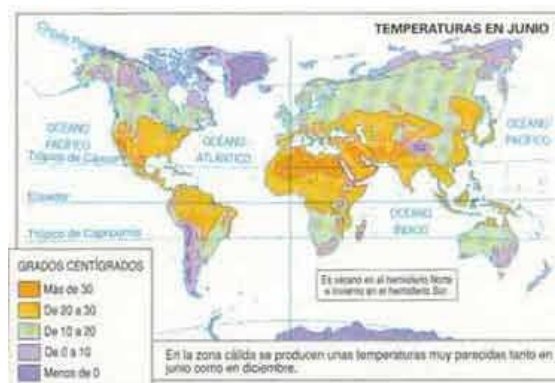 TEMPERATURAS EN JUNIO
Círculo Polar
OCÉANO
PACÍFICO
OCÉANO
ATLÁNTICO
OCÉANO
PACÍFICO
Trópico de Cáncer
Ecuador
OCÉANO
ÍNDICO
Trópico de Capricornio
GRADOS CENTÍGRADOS
Más de 30
De 20 a 30
De 10 a 20
De 0 a 10
Menos de 0
Es verano en el hemisferio Norte
e invierno en el hemisferio Sur.
En la zona cálida se producen unas temperaturas muy parecidas tanto en
junio como en diciembre.